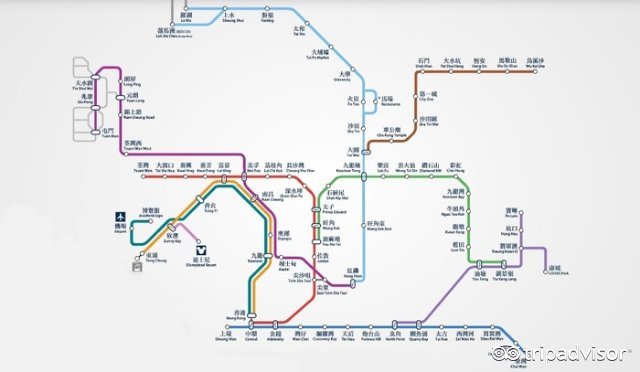 羅湖
Lo Wu
上水
Sheung Shui
粉嶺
Fanling
落馬洲
Lok Ma Chau
太和
Tai Wo
大埔墟
Tai Po Market
大學
University
火炭
Fo Tan
馬場
Racecourse
沙田
Sha Tin
大圍
Tai Wai
石門
Shek Mun
大水坑
Tai Shui Hang
恆安
Heng On
馬鞍山
Ma On Shan
烏溪沙
Wu Kai Sha
第一城
City One
沙田圍
Sha Tin Wai
車公廟
Che Kung Temple
天水圍
Tin Shui Wai
朗屏
Long Ping
兆康
Siu Hong
元朗
Yuen Long
錦上路
Kam Sheung Road
屯門
Tuen Mun
荃灣西
Tsuen Wan West
荃灣
Tsuen Wan
大窩口
Tai Wo Hau
葵興
Kwai Hing
葵芳
Kwai Fong
荔景
Lai King
美孚
Mei Foo
荔枝角
Lai Chi Kok
長沙灣
Cheung Sha Wan
深水埗
Sham Shui Po
九龍塘
Kowloon Tong
樂富
Lok Fu
黃大仙
Wong Tai Sin
鑽石山
Diamond Hill
彩虹
Choi Hung
石硤尾
Shek Kip Mei
太子
Prince Edward
旺角
Mong Kok
油麻地
Yau Ma Tei
佐敦
Jordan
尖沙咀
Tsim Sha Tsui
尖東
East Tsim Sha Tsui
旺角東
Mong Kok East
紅磡
Hung Hom
九龍灣
Kowloon Bay
牛頭角
Ngau Tau Kok
觀塘
Kwun Tong
藍田
Lam Tin
油塘
Yau Tong
調景嶺
Tiu Keng Leng
將軍澳
Tseung Kwan O
坑口
Hang Hau
寶琳
Po Lam
康城
LOHAS Park
南昌
Nam Cheong
奧運
Olympic
柯士甸
Austin
九龍
Kowloon
青衣
Tsing Yi
博覽館
AsiaWorld-Expo
機場
Airport
欣澳
Sunny Bay
東涌
Tung Chung
迪士尼
Disneyland Resort
香港
Hong Kong
上環
Sheung Wan
中環
Central
金鐘
Admiralty
灣仔
Wan Chai
銅鑼灣
Causeway Bay
天后
Tin Hau
炮台山
Fortress Hill
北角
North Point
鰂魚涌
Quarry Bay
太古
Tai Koo
西灣河
Sai Wan Ho
筲箕灣
Shau Kei Wan
柴灣
Chai Wan
tripadvisor